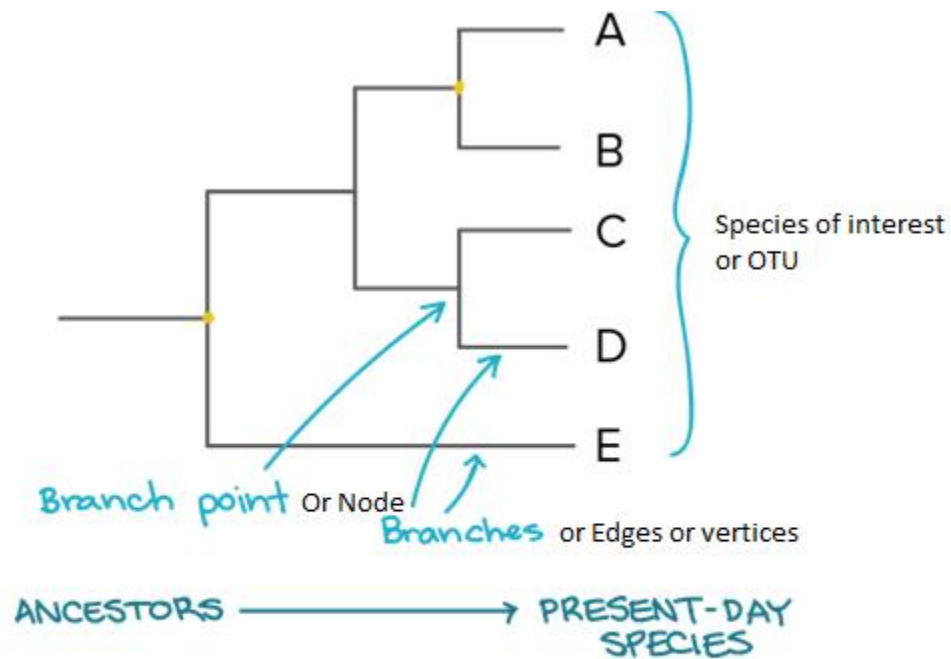 A
B
C
D
E
Species of interest
or OTU
Branch point Or Node
Branches or Edges or vertices
ANCESTORS PRESENT-DAY
SPECIES